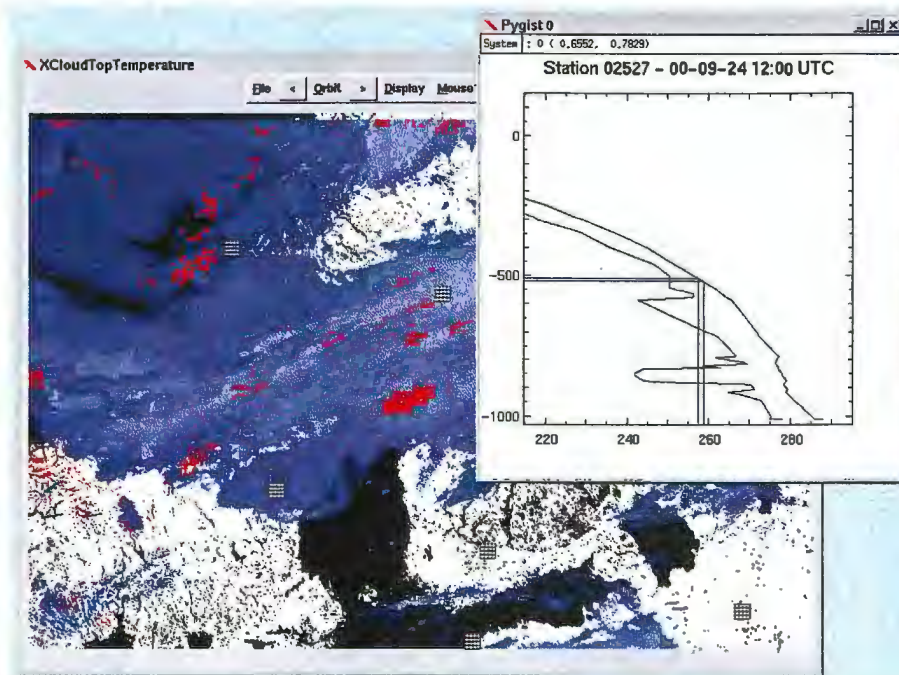 Pygist 0
System : 0 ( 0.6552, 0.7829)
Station 02527 - 00-09-24 12:00 UTC
XCloudTopTemperature
File < Orbit > Display Mouse
0
-500
-1000
220 240 260 280